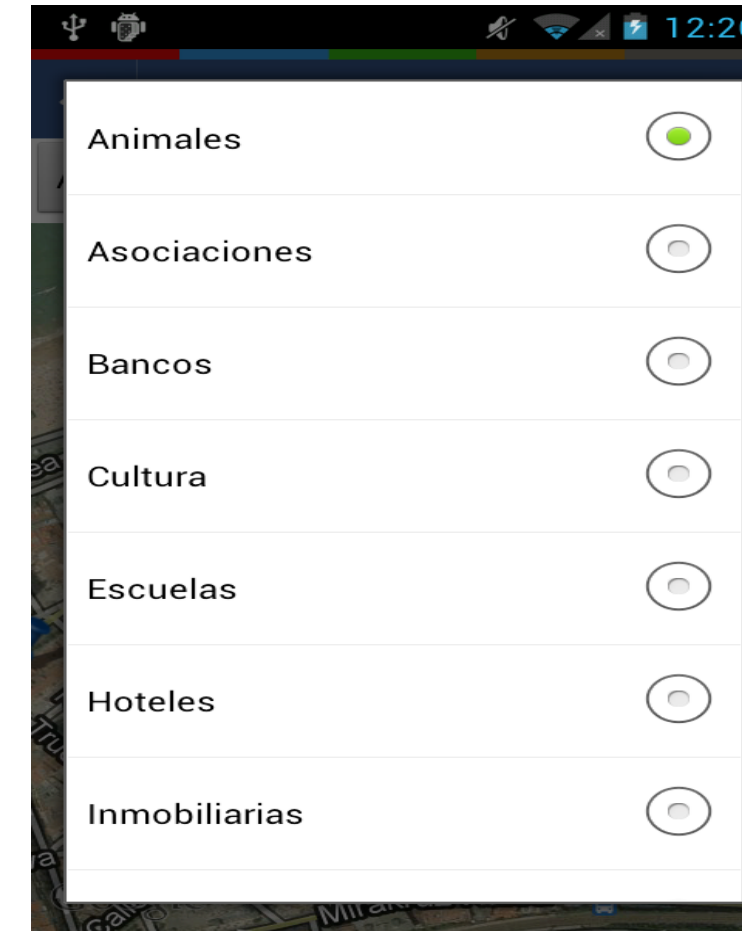 12:2
Animales
Asociaciones
Bancos
Cultura
Escuelas
Hoteles
Inmobiliarias